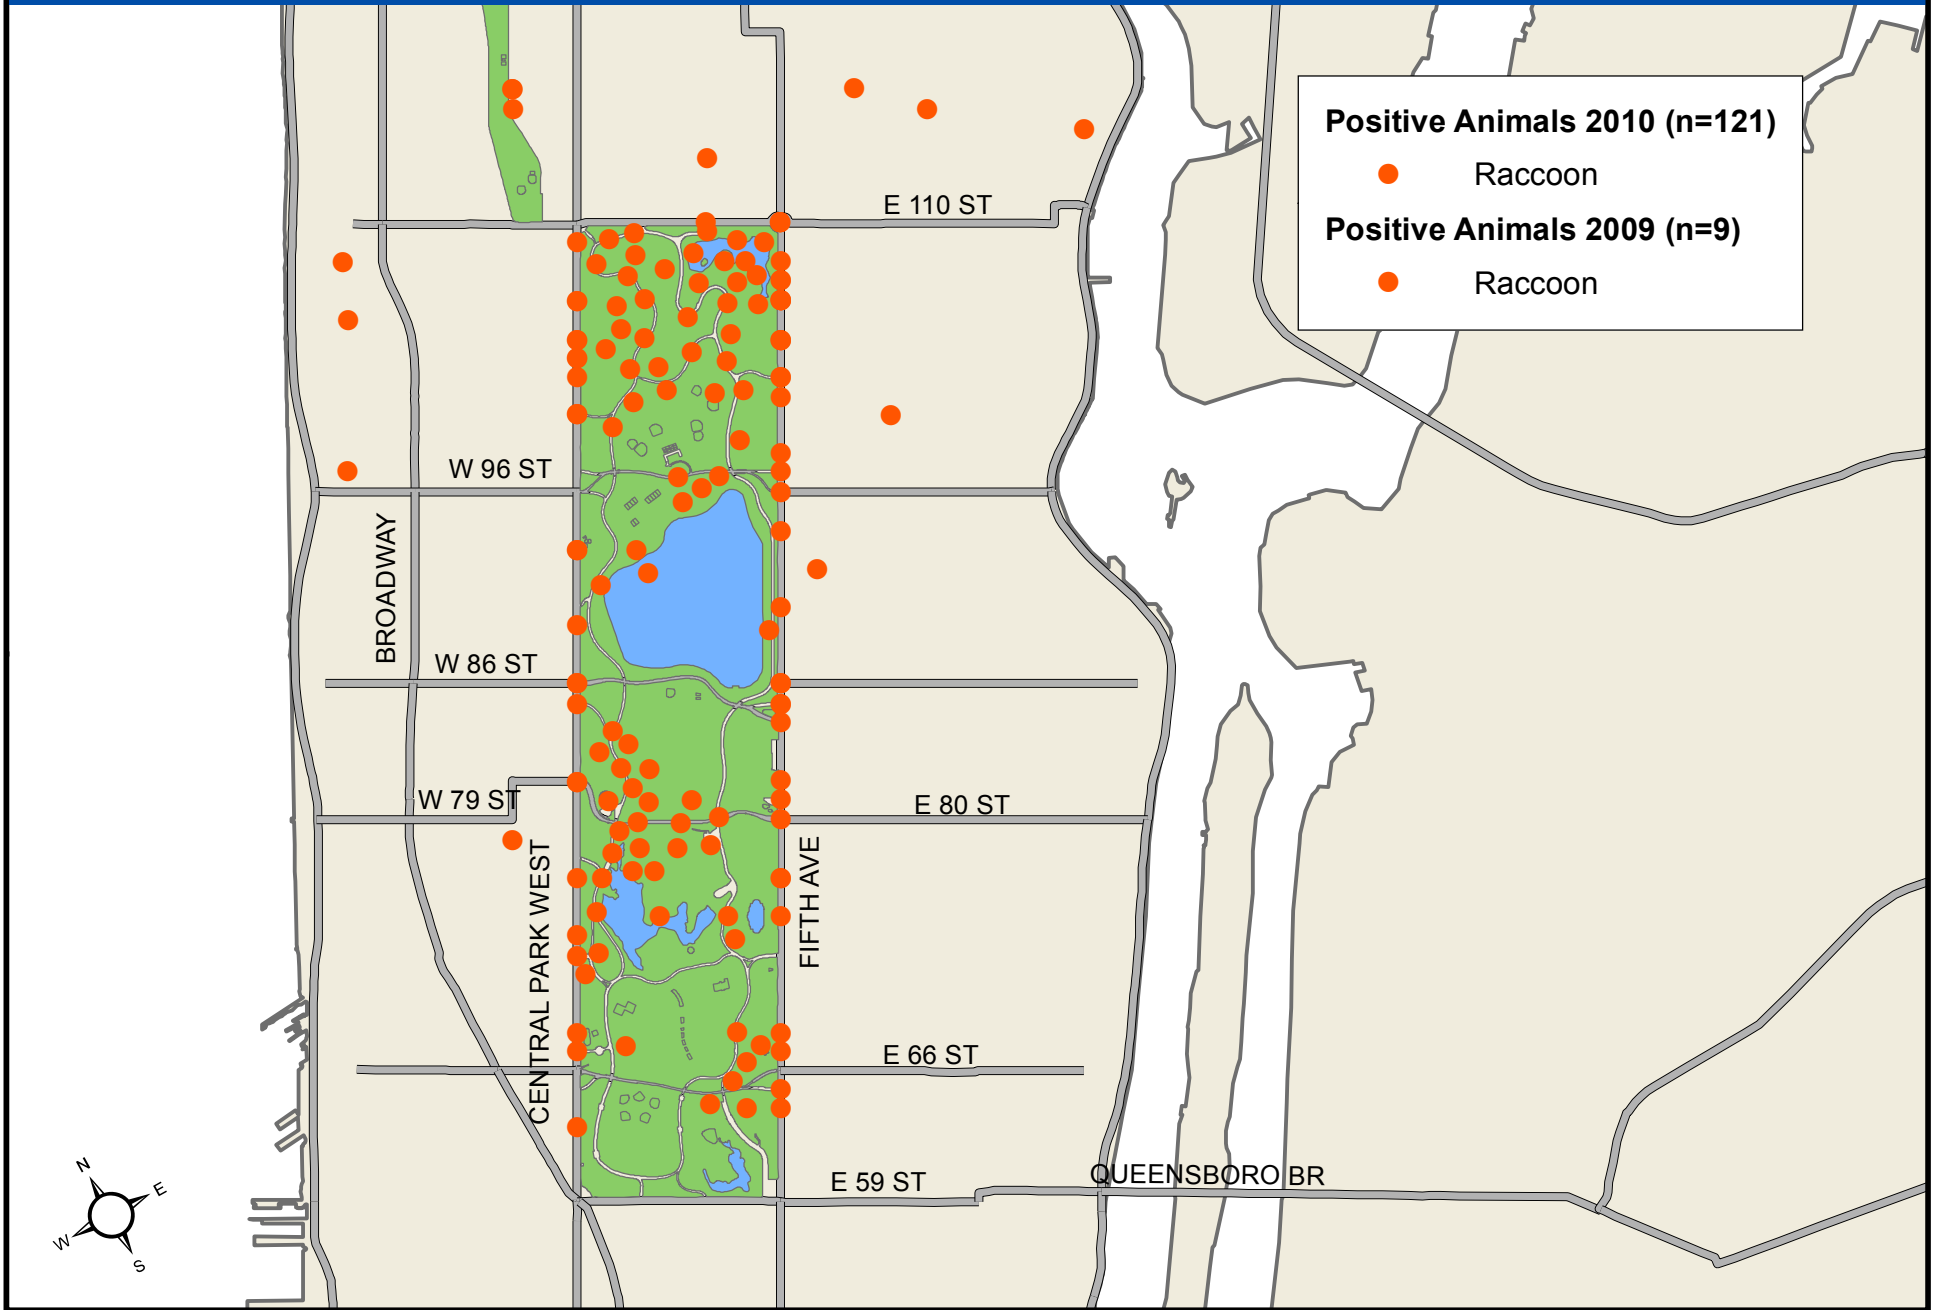 Positive Animals 2010 (n=121)
Raccoon
Positive Animals 2009 (n=9)
Raccoon
E 110 ST
W 96 ST
BROADWAY
W 86 ST
W 79 ST
E 80 ST
CENTRAL PARK WEST
FIFTH AVE
E 66 ST
E 59 ST
QUEENSBORO BR
N
E
W
S